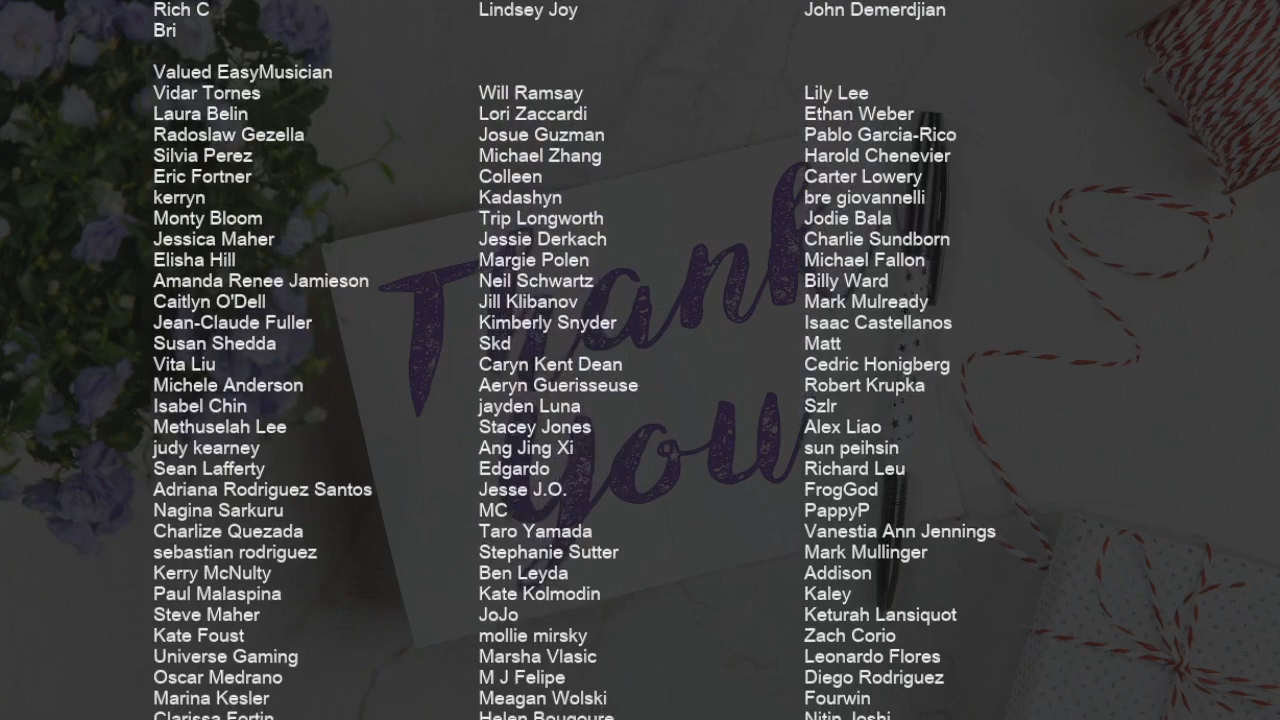 Rich C Lindsey Joy John Demerdjian
Bri
Valued EasyMusician
Vidar Tornes Will Ramsay Lily Lee
Laura Belin Lori Zaccardi Ethan Weber
Radoslaw Gezella Josue Guzman Pablo Garcia-Rico
Silvia Perez Michael Zhang Harold Chenevier
Eric Fortner Colleen Carter Lowery
kerryn Kadashyn bre giovannelli
Monty Bloom Trip Longworth Jodie Bala
Jessica Maher Jessie Derkach Charlie Sundborn
Elisha Hill Margie Polen Michael Fallon
Amanda Renee Jamieson Neil Schwartz Billy Ward
Caitlyn O'Dell Jill Klibanov Mark Mulready
Jean-Claude Fuller Kimberly Snyder Isaac Castellanos
Susan Shedda Skd Matt
Vita Liu Caryn Kent Dean Cedric Honigberg
Michele Anderson Aeryn Guerisseuse Robert Krupka
Isabel Chin jayden Luna Szlr
Methuselah Lee Stacey Jones Alex Liao
judy kearney Ang Jing Xi sun peihsin
Sean Lafferty Edgardo Richard Leu
Adriana Rodriguez Santos Jesse J.O. FrogGod
Nagina Sarkuru MC PappyP
Charlize Quezada Taro Yamada Vanestia Ann Jennings
sebastian rodriguez Stephanie Sutter Mark Mullinger
Kerry McNulty Ben Leyda Addison
Paul Malaspina Kate Kolmodin Kaley
Steve Maher JoJo Keturah Lansiquot
Kate Foust mollie mirsky Zach Corio
Universe Gaming Marsha Vlasic Leonardo Flores
Oscar Medrano M J Felipe Diego Rodriguez
Marina Kesler Meagan Wolski Fourwin
Clarissa Fortin Helen Bougoure Nitin Joshi
Thank
you